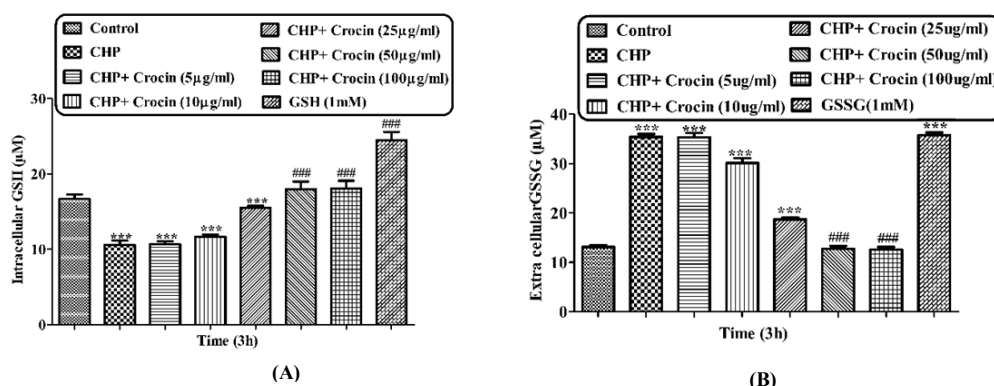 Control
CHP
CHP+ Crocin (5µg/ml)
CHP+ Crocin (10µg/ml)
CHP+ Crocin (25µg/ml)
CHP+ Crocin (50µg/ml)
CHP+ Crocin (100µg/ml)
GSH (1mM)
Intracellular GSH (µM)
30
20
10
0
***
***
***
***
###
###
###
Time (3h)
(A)
Control
CHP
CHP+ Crocin (5ug/ml)
CHP+ Crocin (10ug/ml)
CHP+ Crocin (25ug/ml)
CHP+ Crocin (50ug/ml)
CHP+ Crocin (100ug/ml)
GSSG(1mM)
Extra cellularGSSG (µM)
40
30
20
10
0
***
***
***
***
###
###
***
Time (3h)
(B)